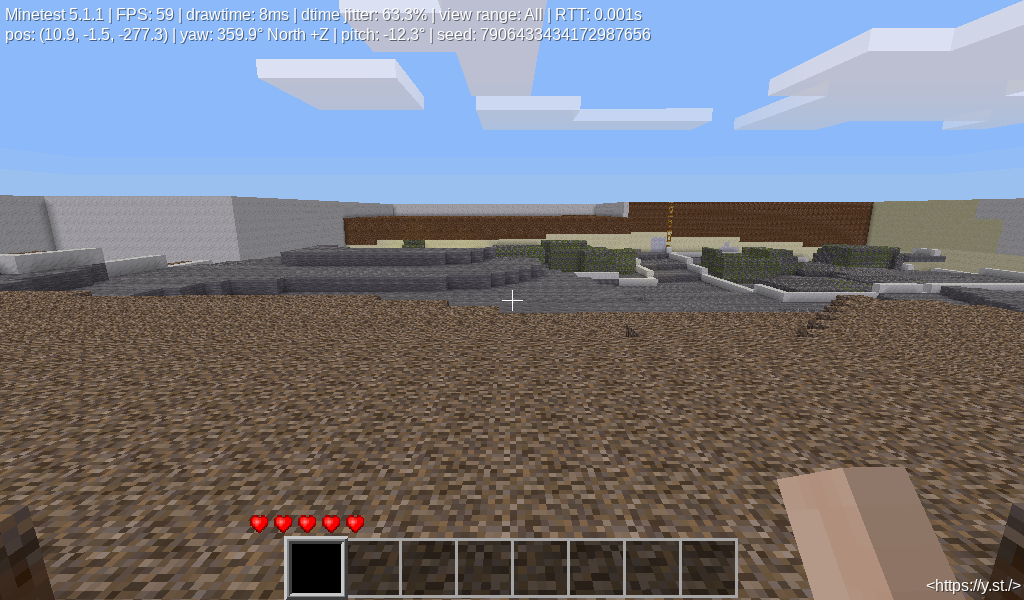 Minetest 5.1.1 | FPS: 59 | drawtime: 8ms | dtime jitter: 63.3% | view range: All | RTT: 0.001s
pos: (10.9, -1.5, -277.3) | yaw: 359.9° North +Z | pitch: -12.3° | seed: 7906433434172987656
<https://y.st./>